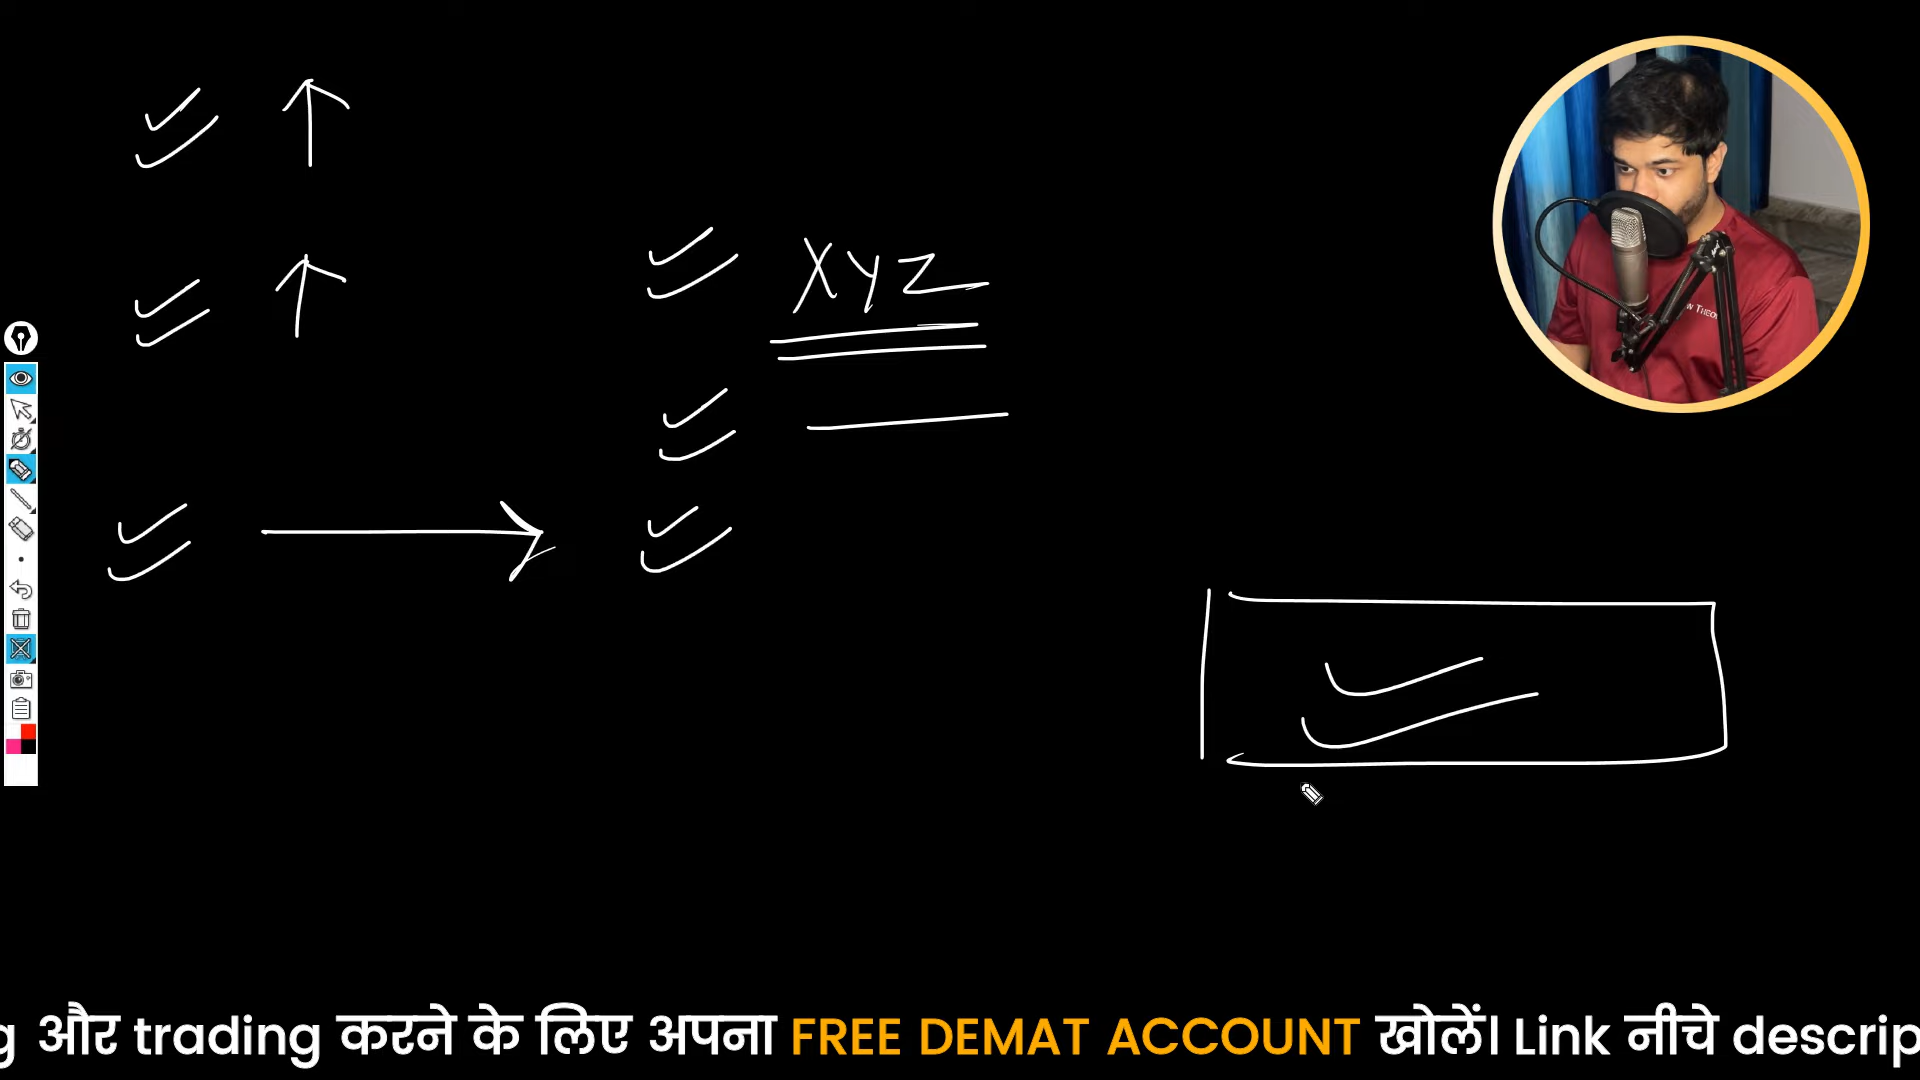 XYZ
और trading करने के लिए अपना FREE DEMAT ACCOUNT खोलें। Link नीचे descrip